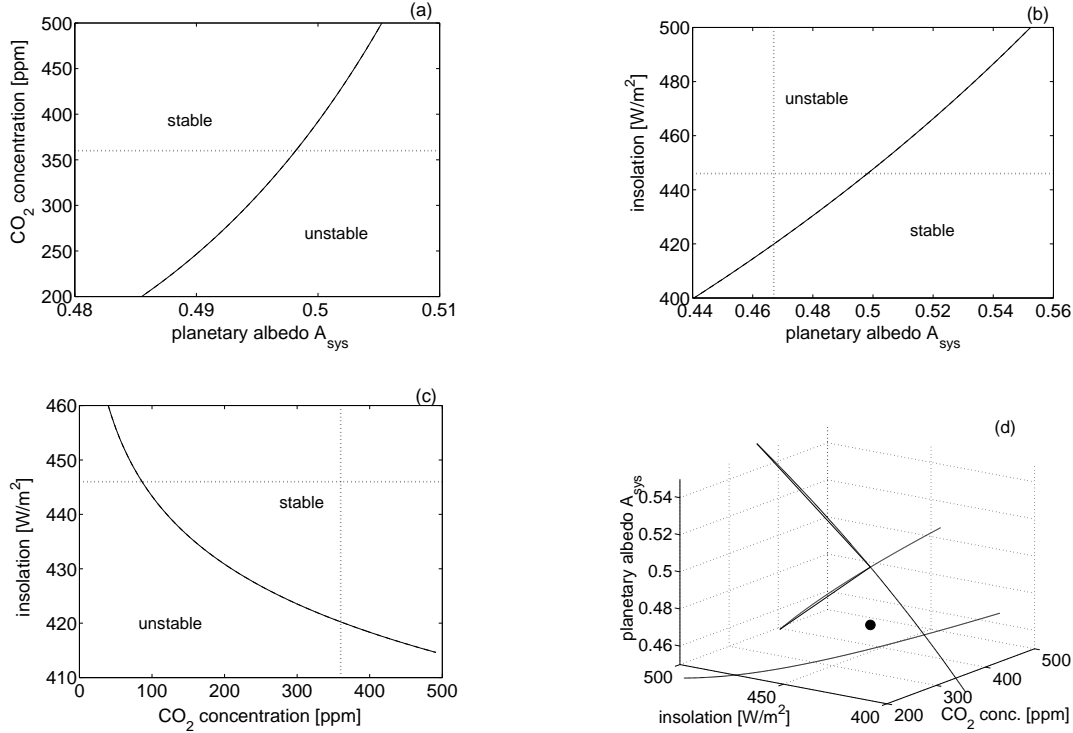 (a)
500
450
400
350
300
250
200
CO2 concentration [ppm]
stable
unstable
0.48 0.49 0.5 0.51
planetary albedo Asys
(b)
500
480
460
440
420
400
insolation [W/m2]
unstable
stable
0.44 0.46 0.48 0.5 0.52 0.54 0.56
planetary albedo Asys
(c)
460
450
440
430
420
410
insolation [W/m2]
stable
unstable
0 100 200 300 400 500
CO2 concentration [ppm]
(d)
0.54
0.52
0.5
0.48
0.46
planetary albedo Asys
500 450 400
insolation [W/m2]
200 300 400 500
CO2 conc. [ppm]